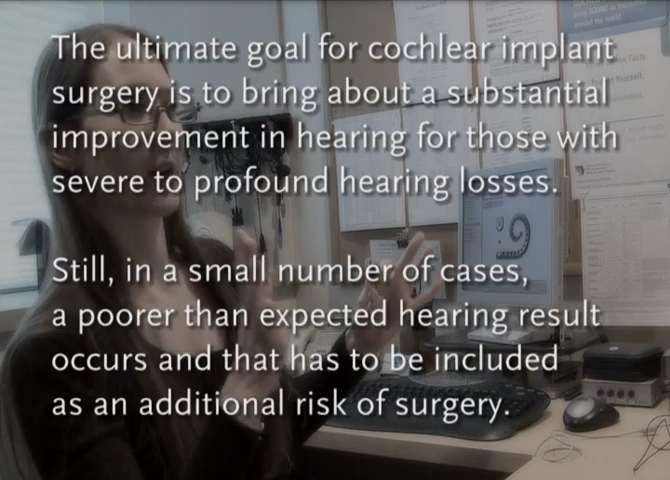 The ultimate goal for cochlear implant
surgery is to bring about a substantial
improvement in hearing for those with
severe to profound hearing losses.
Still, in a small number of cases,
a poorer than expected hearing result
occurs and that has to be included
as an additional risk of surgery.